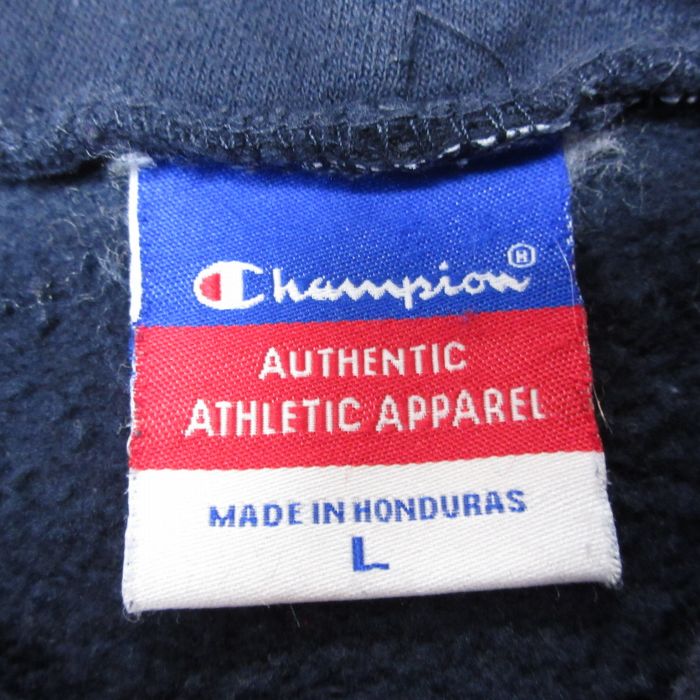 Champion®
AUTHENTIC
ATHLETIC APPAREL
MADE IN HONDURAS
L